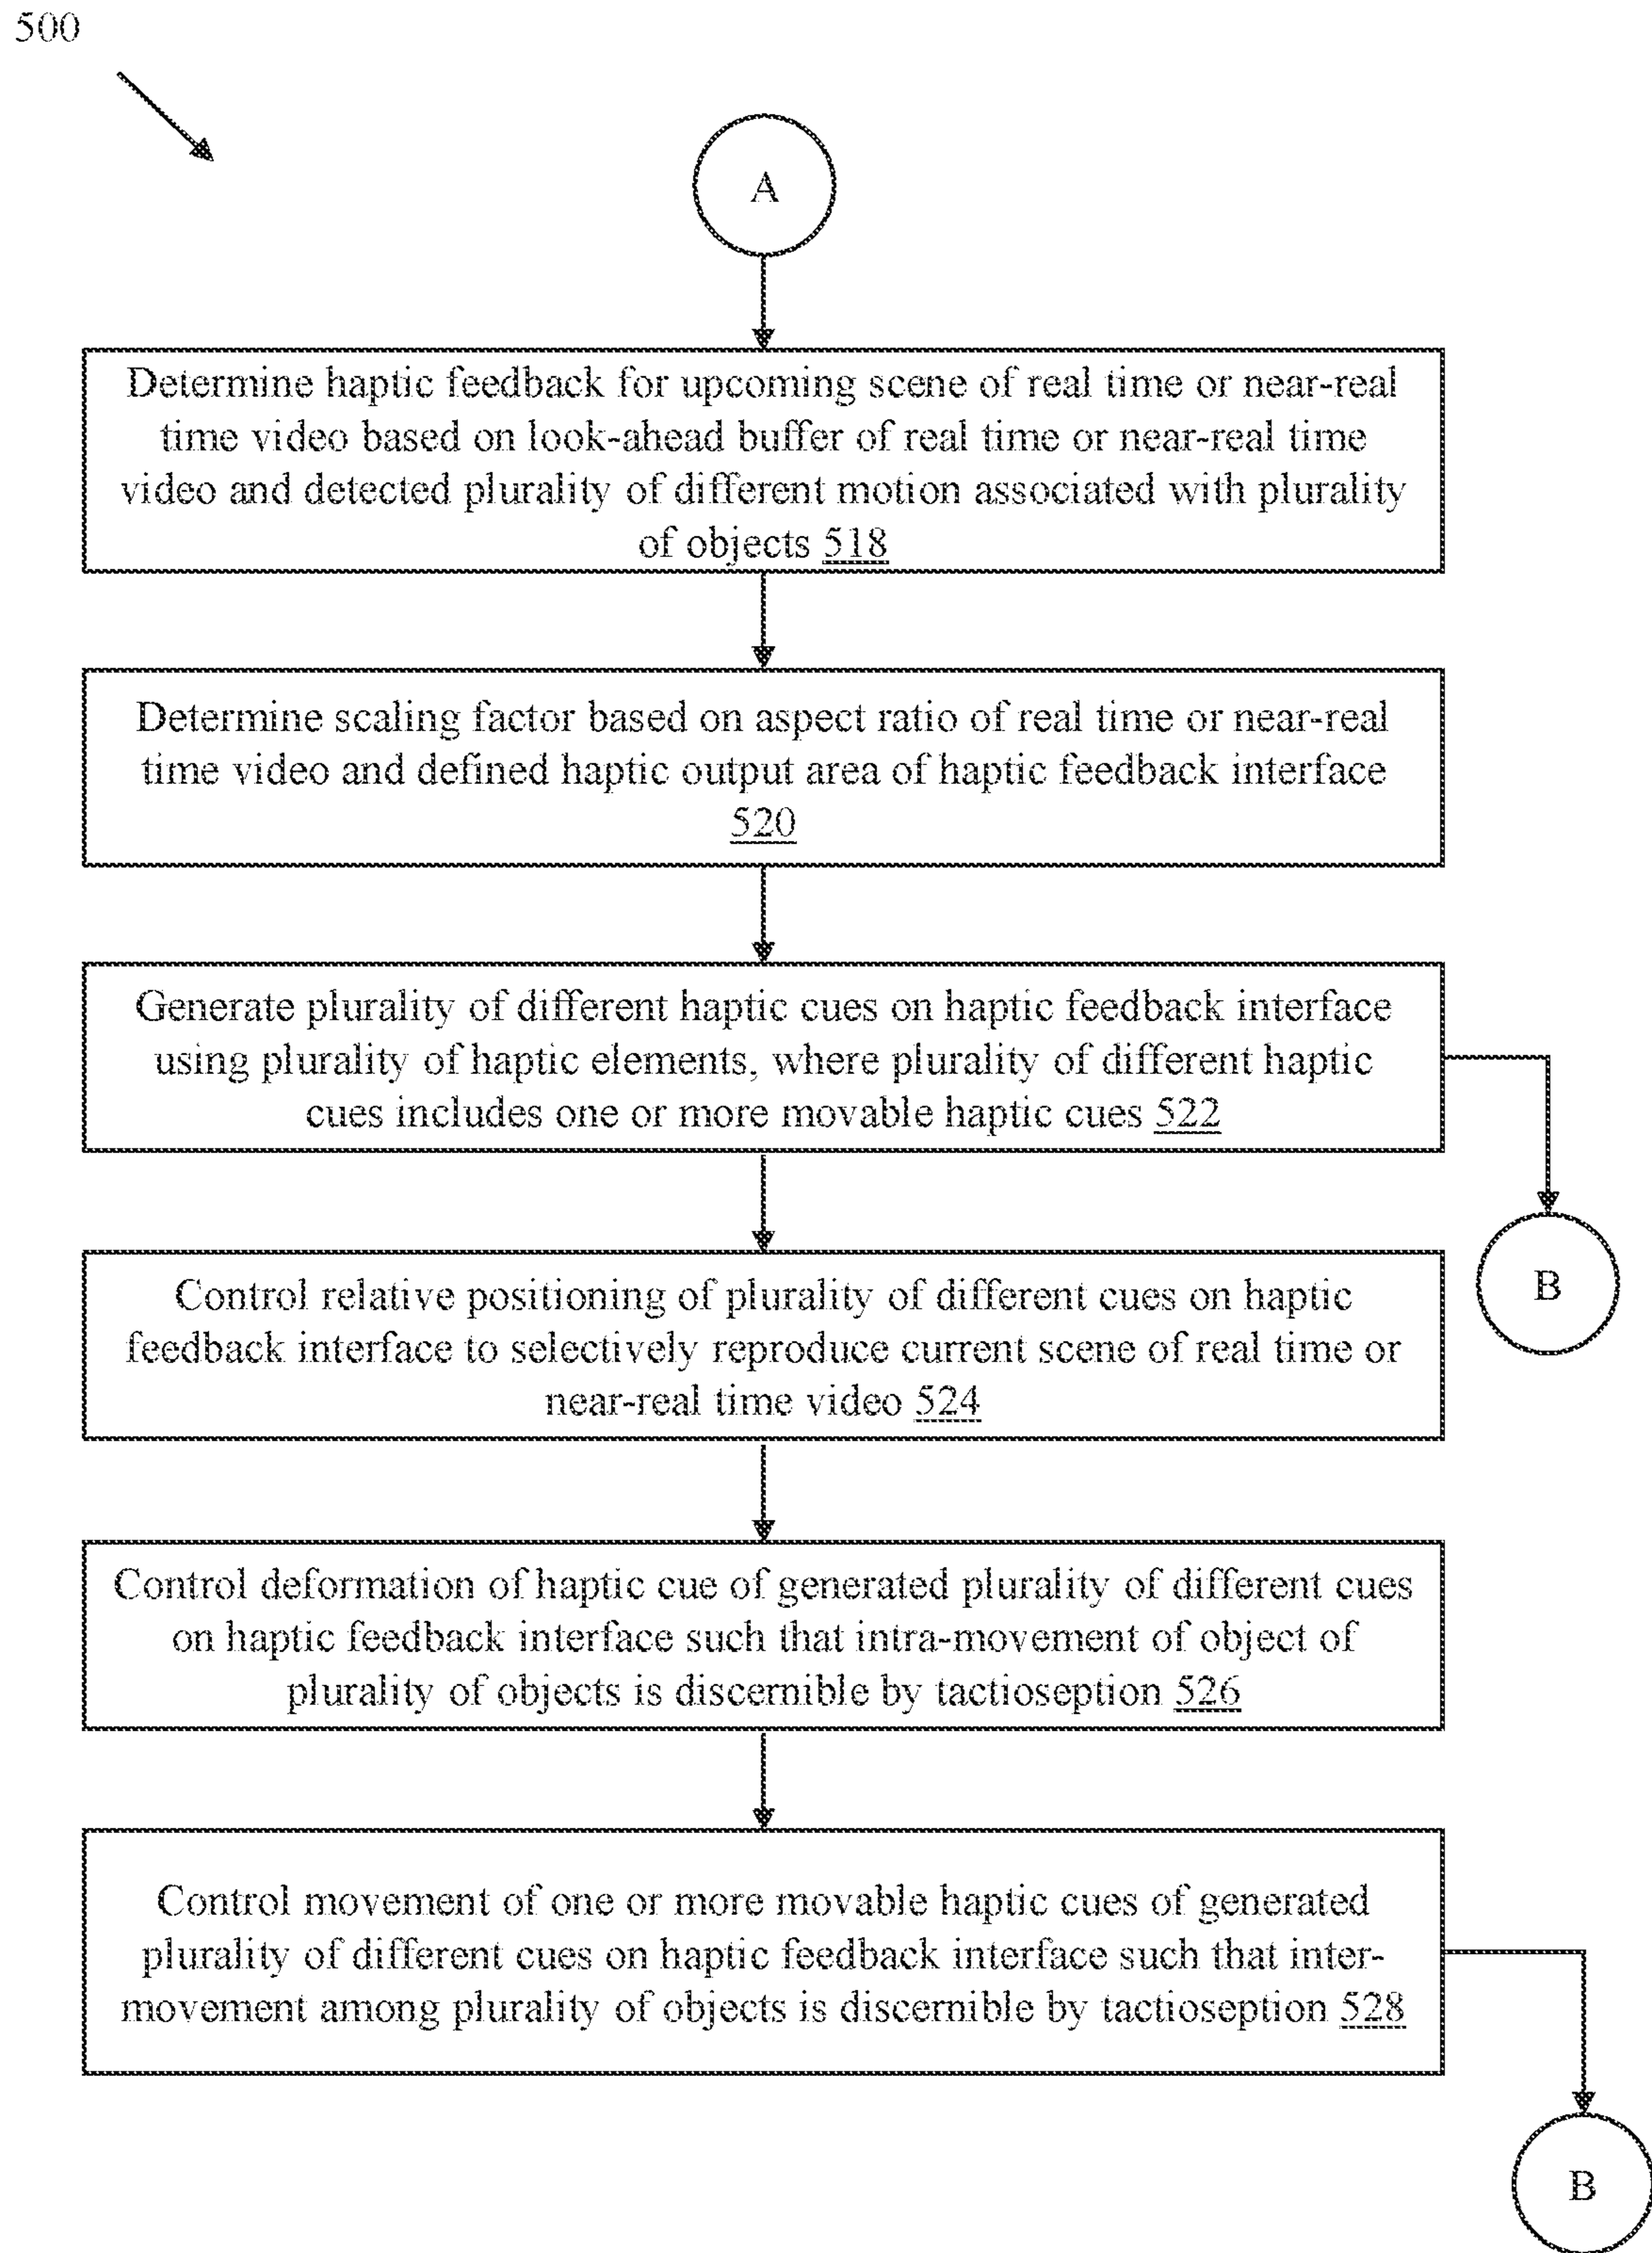 500
A
Determine haptic feedback for upcoming scene of real time or near-real
time video based on look-ahead buffer of real time or near-real time
video and detected plurality of different motion associated with plurality
of objects 518
Determine scaling factor based on aspect ratio of real time or near-real
time video and defined haptic output area of haptic feedback interface
520
Generate plurality of different haptic cues on haptic feedback interface
using plurality of haptic elements, where plurality of different haptic
cues includes one or more movable haptic cues 522
B
Control relative positioning of plurality of different cues on haptic
feedback interface to selectively reproduce current scene of real time or
near-real time video 524
Control deformation of haptic cue of generated plurality of different cues
on haptic feedback interface such that intra-movement of object of
plurality of objects is discernible by tactioseption 526
Control movement of one or more movable haptic cues of generated
plurality of different cues on haptic feedback interface such that inter-
movement among plurality of objects is discernible by tactioseption 528
B